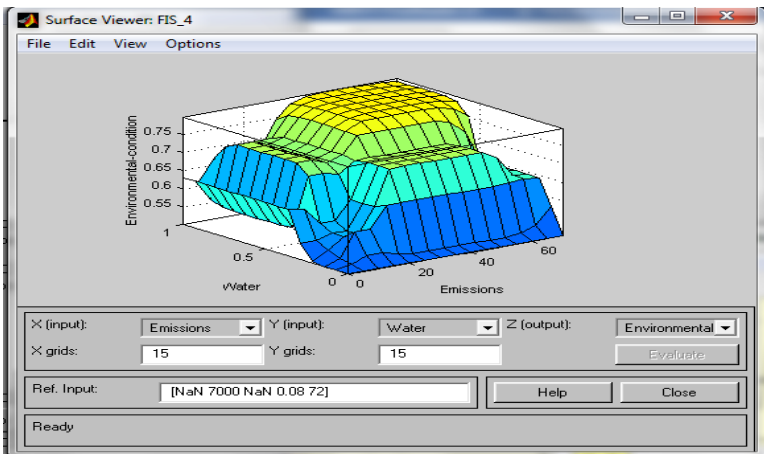 Surface Viewer: FIS_4
File Edit View Options
Environmental-condition
0.75
0.7
0.65
0.6
0.55
1
0.5
0
Water
0
20
40
60
Emissions
X (input): Emissions Y (input): Water Z (output): Environmental
X grids: 15 Y grids: 15 Evaluate
Ref. Input: [NaN 7000 NaN 0.08 72] Help Close
Ready